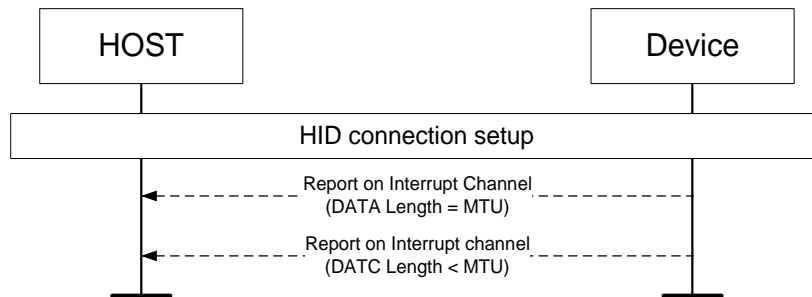 HOST
Device
HID connection setup
Report on Interrupt Channel
(DATA Length = MTU)
Report on Interrupt channel
(DATC Length < MTU)